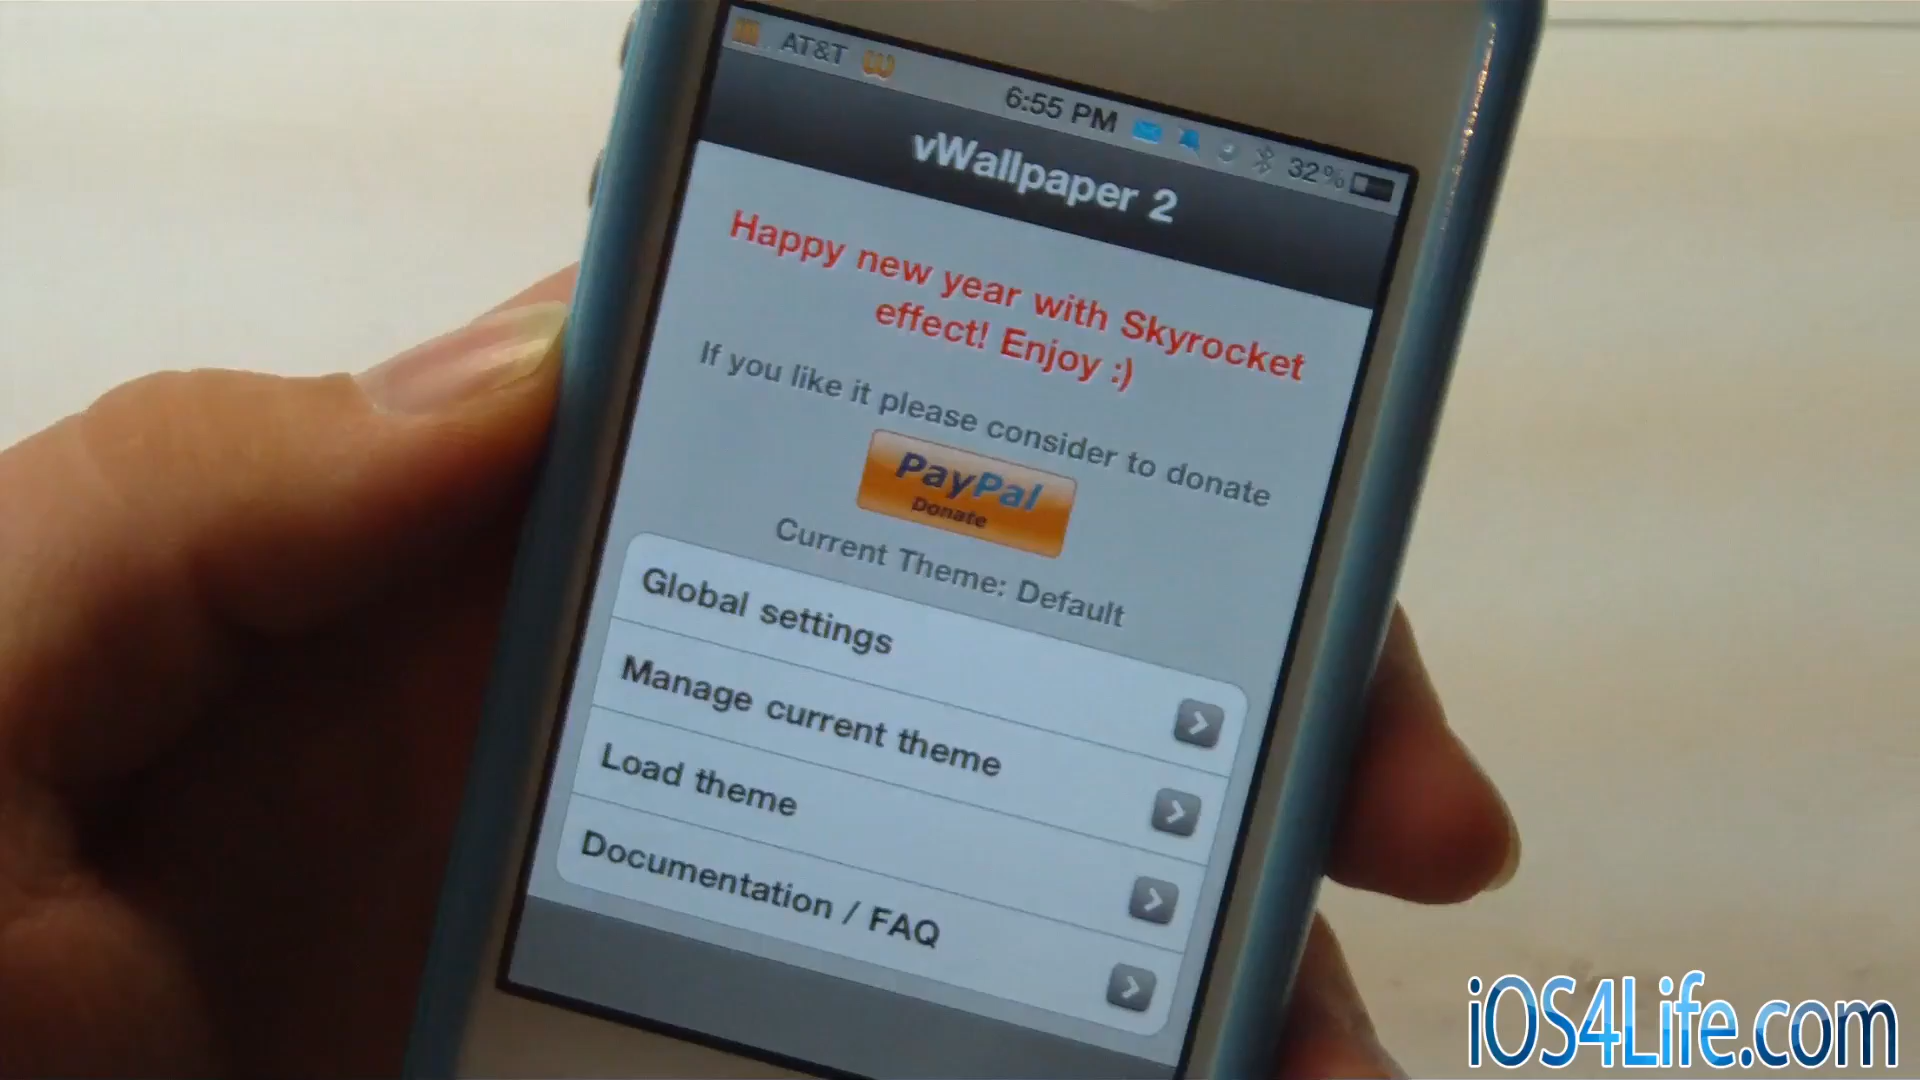 AT&T
6:55 PM
32%
vWallpaper 2
Happy new year with Skyrocket
effect! Enjoy :)
If you like it please consider to donate
PayPal
Donate
Current Theme: Default
Global settings
Manage current theme
Load theme
Documentation / FAQ
iOS4Life.com